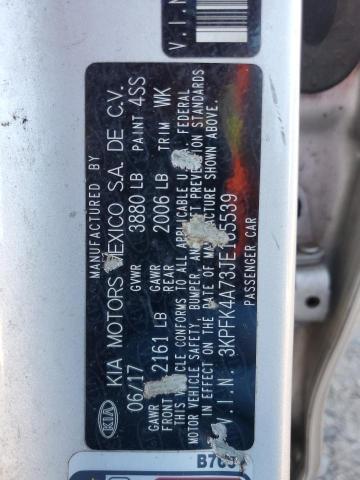 V.I.N
MANUFACTURED BY
KIA KIA MOTORS MEXICO S.A. DE C.V.
06/17 GVWR 3880 LB PAINT 4SS
GAWR FRONT 2161 LB GAWR REAR 2006 LB TRIM WK
THIS VEHICLE CONFORMS TO ALL APPLICABLE U.S. FEDERAL
MOTOR VEHICLE SAFETY, BUMPER, AND THEFT PREVENTION STANDARDS
IN EFFECT ON THE DATE OF MANUFACTURE SHOWN ABOVE.
V.I.N. 3KPFK4A73JE105539
PASSENGER CAR